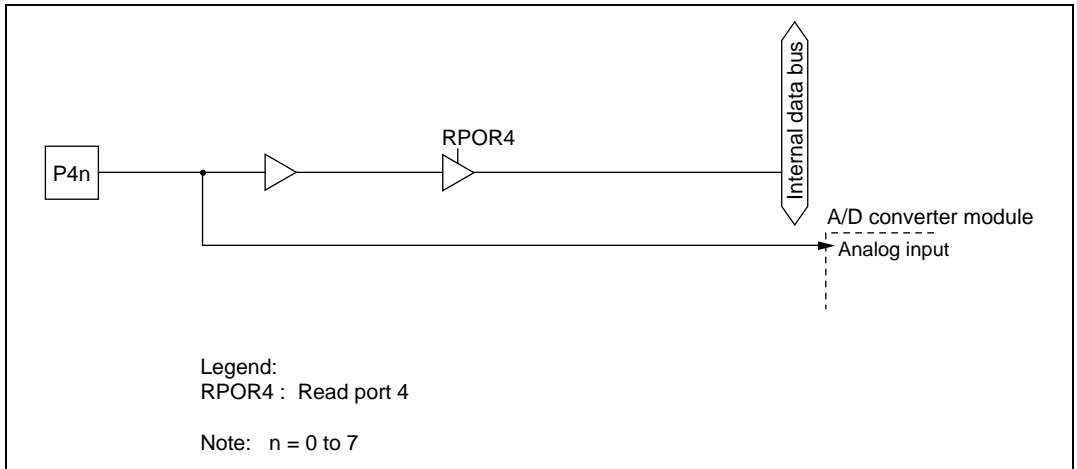 Internal data bus
RPOR4
P4n
A/D converter module
Analog input
Legend:
RPOR4 : Read port 4
Note: n = 0 to 7